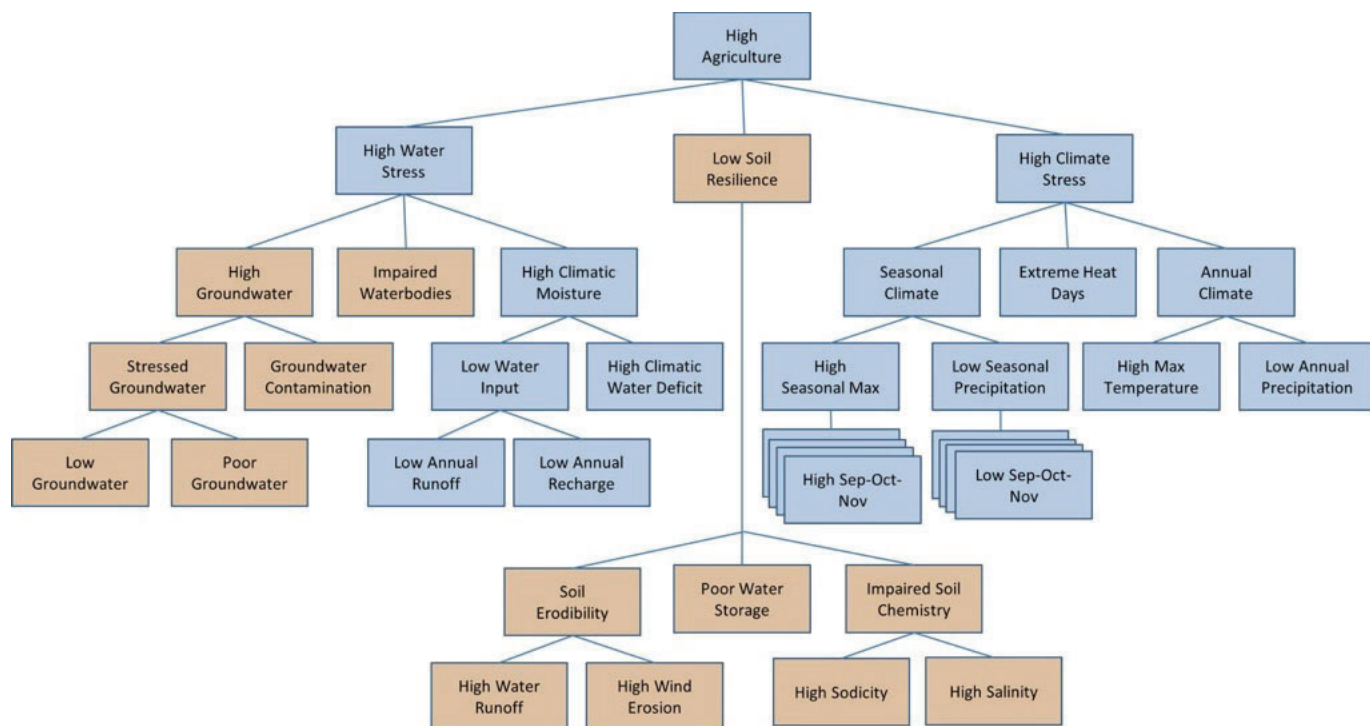 High
Agriculture
High Water
Stress
Low Soil
Resilience
High Climate
Stress
High
Groundwater
Impaired
Waterbodies
High Climatic
Moisture
Seasonal
Climate
Extreme Heat
Days
Annual
Climate
Stressed
Groundwater
Groundwater
Contamination
Low Water
Input
High Climatic
Water Deficit
High
Seasonal Max
Low Seasonal
Precipitation
High Max
Temperature
Low Annual
Precipitation
Low
Groundwater
Poor
Groundwater
Low Annual
Runoff
Low Annual
Recharge
High Sep-Oct-
Nov
Low Sep-Oct-
Nov
Soil
Erodibility
Poor Water
Storage
Impaired Soil
Chemistry
High Water
Runoff
High Wind
Erosion
High Sodicity
High Salinity